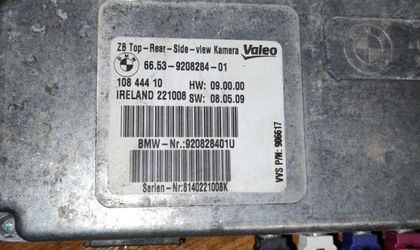 ZB Top-Rear-Side-view Kamera Valeo
66.53-9208284-01
108 444 10 HW: 09.00.00
IRELAND 221008 SW: 08.05.09
BMW-Nr.:920828401U
Serien-Nr:8140221008K
VVS P/N: 906617